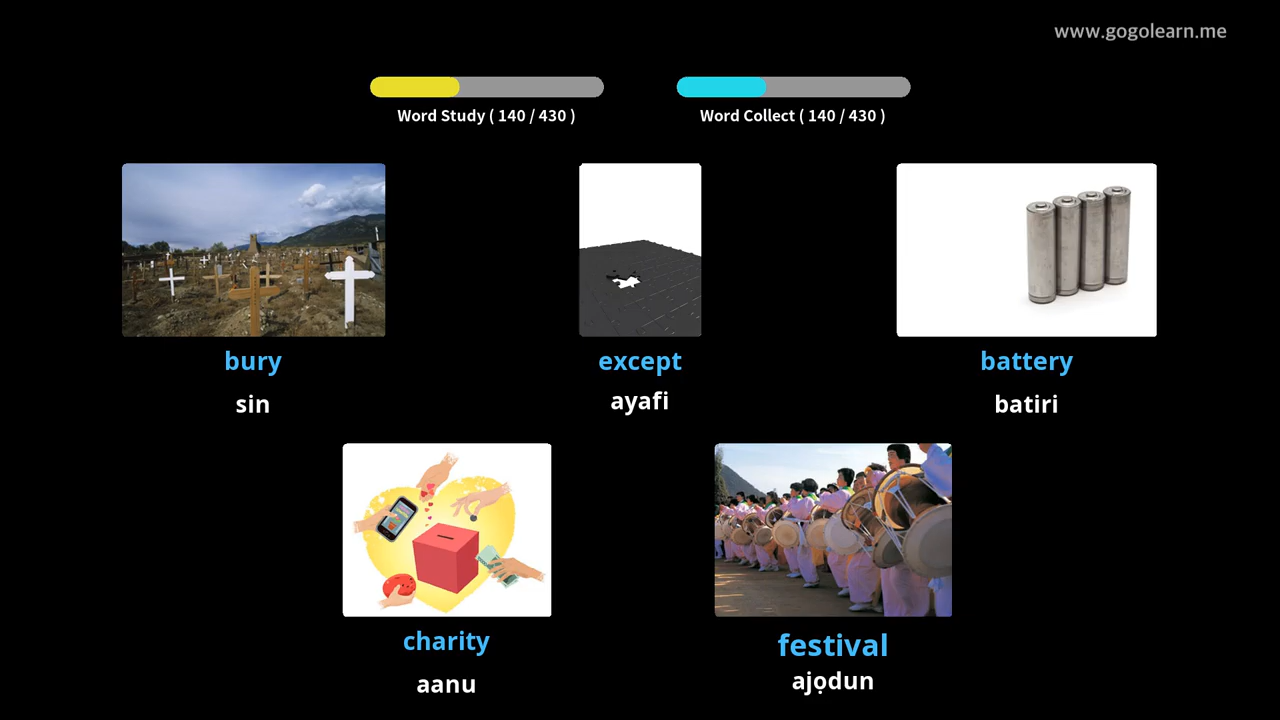 www.gogolearn.me
Word Study ( 140 / 430 )
Word Collect ( 140 / 430 )
bury
sin
except
ayafi
battery
batiri
charity
aanu
festival
ajọdun